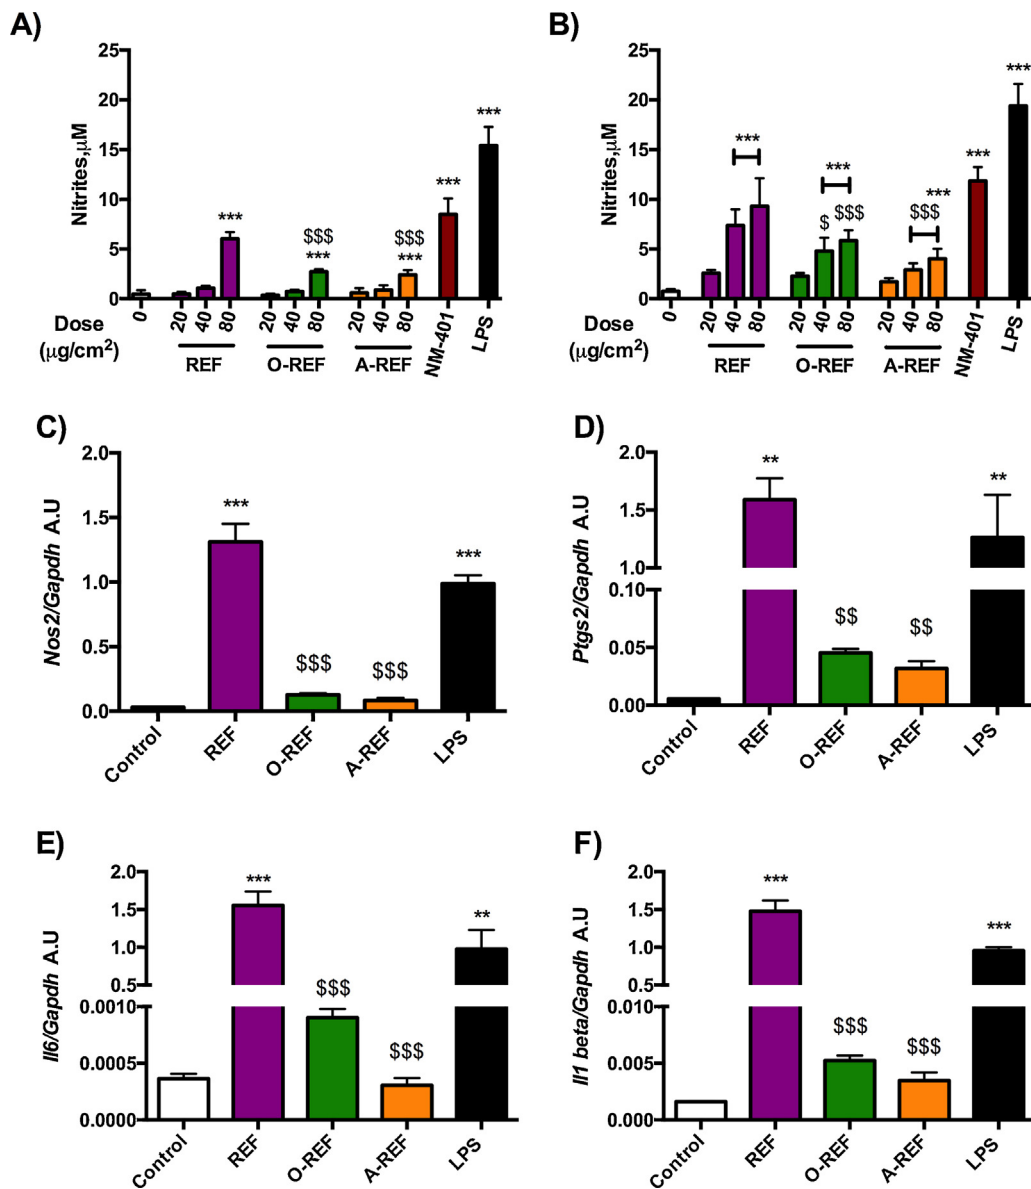 A)
25
20
15
10
5
0
Nitrites,μM
***
$$$
***
$$$
***
***
***
Dose
(μg/cm²)
0
20
40
80
20
40
80
20
40
80
NM-401
LPS
REF
O-REF
A-REF
B)
25
20
15
10
5
0
Nitrites,μM
***
***
$
$$$
***
$$$
***
***
Dose
(μg/cm²)
0
20
40
80
20
40
80
20
40
80
NM-401
LPS
REF
O-REF
A-REF
C)
2.0
1.5
1.0
0.5
0.0
Nos2/Gapdh A.U
***
$$$
$$$
***
Control
REF
O-REF
A-REF
LPS
D)
2.0
1.5
1.0
0.10
0.05
0.00
Ptgs2/Gapdh A.U
**
$$
$$
**
Control
REF
O-REF
A-REF
LPS
E)
2.0
1.5
1.0
0.5
0.0010
0.0005
0.0000
Il6/Gapdh A.U
***
$$$
$$$
**
Control
REF
O-REF
A-REF
LPS
F)
2.0
1.5
1.0
0.5
0.010
0.005
0.000
Il1 beta/Gapdh A.U
***
$$$
$$$
***
Control
REF
O-REF
A-REF
LPS